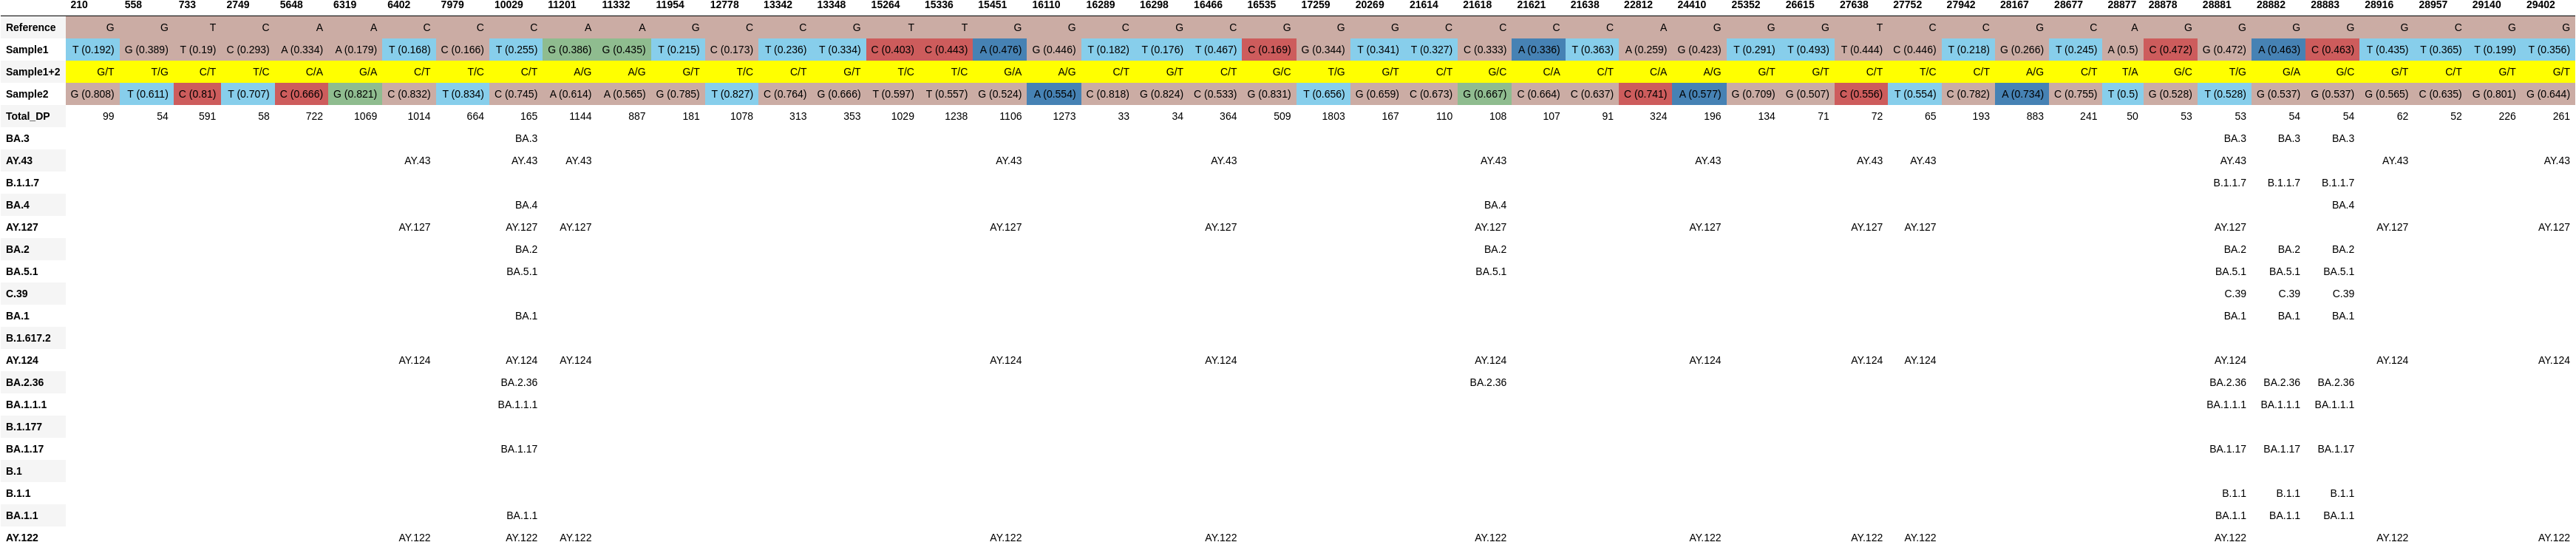 210 558 733 2749 5648 6319 6402 7979 10029 11201 11332 11954 12778 13342 13348 15264 15336 15451 16110 16289 16298 16466 16535 17259 20269 21614 21618 21621 21638 22812 24410 25352 26615 27638 27752 27942 28167 28677 28877 28878 28881 28882 28883 28916 28957 29140 29402
Reference G G T C A A C C C A A G C C G T T G G C G C G G G C C C C A G G G T C C G C A G G G G G C G G
Sample1 T (0.192) G (0.389) T (0.19) C (0.293) A (0.334) A (0.179) T (0.168) C (0.166) T (0.255) G (0.386) G (0.435) T (0.215) C (0.173) T (0.236) T (0.334) C (0.403) C (0.443) A (0.476) G (0.446) T (0.182) T (0.176) T (0.467) C (0.169) G (0.344) T (0.341) T (0.327) C (0.333) A (0.336) T (0.363) A (0.259) G (0.423) T (0.291) T (0.493) T (0.444) C (0.446) T (0.218) G (0.266) T (0.245) A (0.5) C (0.472) G (0.472) A (0.463) C (0.463) T (0.435) T (0.365) T (0.199) T (0.356)
Sample1+2 G/T T/G C/T T/C C/A G/A C/T T/C C/T A/G A/G G/T T/C C/T G/T T/C T/C G/A A/G C/T G/T C/T G/C T/G G/T C/T G/C C/A C/T C/A A/G G/T G/T C/T T/C C/T A/G C/T T/A G/C T/G G/A G/C G/T C/T G/T G/T
Sample2 G (0.808) T (0.611) C (0.81) T (0.707) C (0.666) G (0.821) C (0.832) T (0.834) C (0.745) A (0.614) A (0.565) G (0.785) T (0.827) C (0.764) G (0.666) T (0.597) T (0.557) G (0.524) A (0.554) C (0.818) G (0.824) C (0.533) G (0.831) T (0.656) G (0.659) C (0.673) G (0.667) C (0.664) C (0.637) C (0.741) A (0.577) G (0.709) G (0.507) C (0.556) T (0.554) C (0.782) A (0.734) C (0.755) T (0.5) G (0.528) T (0.528) G (0.537) G (0.537) G (0.565) C (0.635) G (0.801) G (0.644)
Total_DP 99 54 591 58 722 1069 1014 664 165 1144 887 181 1078 313 353 1029 1238 1106 1273 33 34 364 509 1803 167 110 108 107 91 324 196 134 71 72 65 193 883 241 50 53 53 54 54 62 52 226 261
BA.3 BA.3 BA.3 BA.3 BA.3
AY.43 AY.43 AY.43 AY.43 AY.43 AY.43 AY.43 AY.43 AY.43 AY.43 AY.43 AY.43 AY.43
B.1.1.7 B.1.1.7 B.1.1.7 B.1.1.7
BA.4 BA.4 BA.4 BA.4
AY.127 AY.127 AY.127 AY.127 AY.127 AY.127 AY.127 AY.127 AY.127 AY.127 AY.127 AY.127 AY.127
BA.2 BA.2 BA.2 BA.2 BA.2 BA.2
BA.5.1 BA.5.1 BA.5.1 BA.5.1 BA.5.1 BA.5.1
C.39 C.39 C.39 C.39
BA.1 BA.1 BA.1 BA.1 BA.1
B.1.617.2
AY.124 AY.124 AY.124 AY.124 AY.124 AY.124 AY.124 AY.124 AY.124 AY.124 AY.124 AY.124 AY.124
BA.2.36 BA.2.36 BA.2.36 BA.2.36 BA.2.36 BA.2.36
BA.1.1.1 BA.1.1.1 BA.1.1.1 BA.1.1.1 BA.1.1.1
B.1.177
BA.1.17 BA.1.17 BA.1.17 BA.1.17 BA.1.17
B.1
B.1.1 B.1.1 B.1.1 B.1.1
BA.1.1 BA.1.1 BA.1.1 BA.1.1 BA.1.1
AY.122 AY.122 AY.122 AY.122 AY.122 AY.122 AY.122 AY.122 AY.122 AY.122 AY.122 AY.122 AY.122